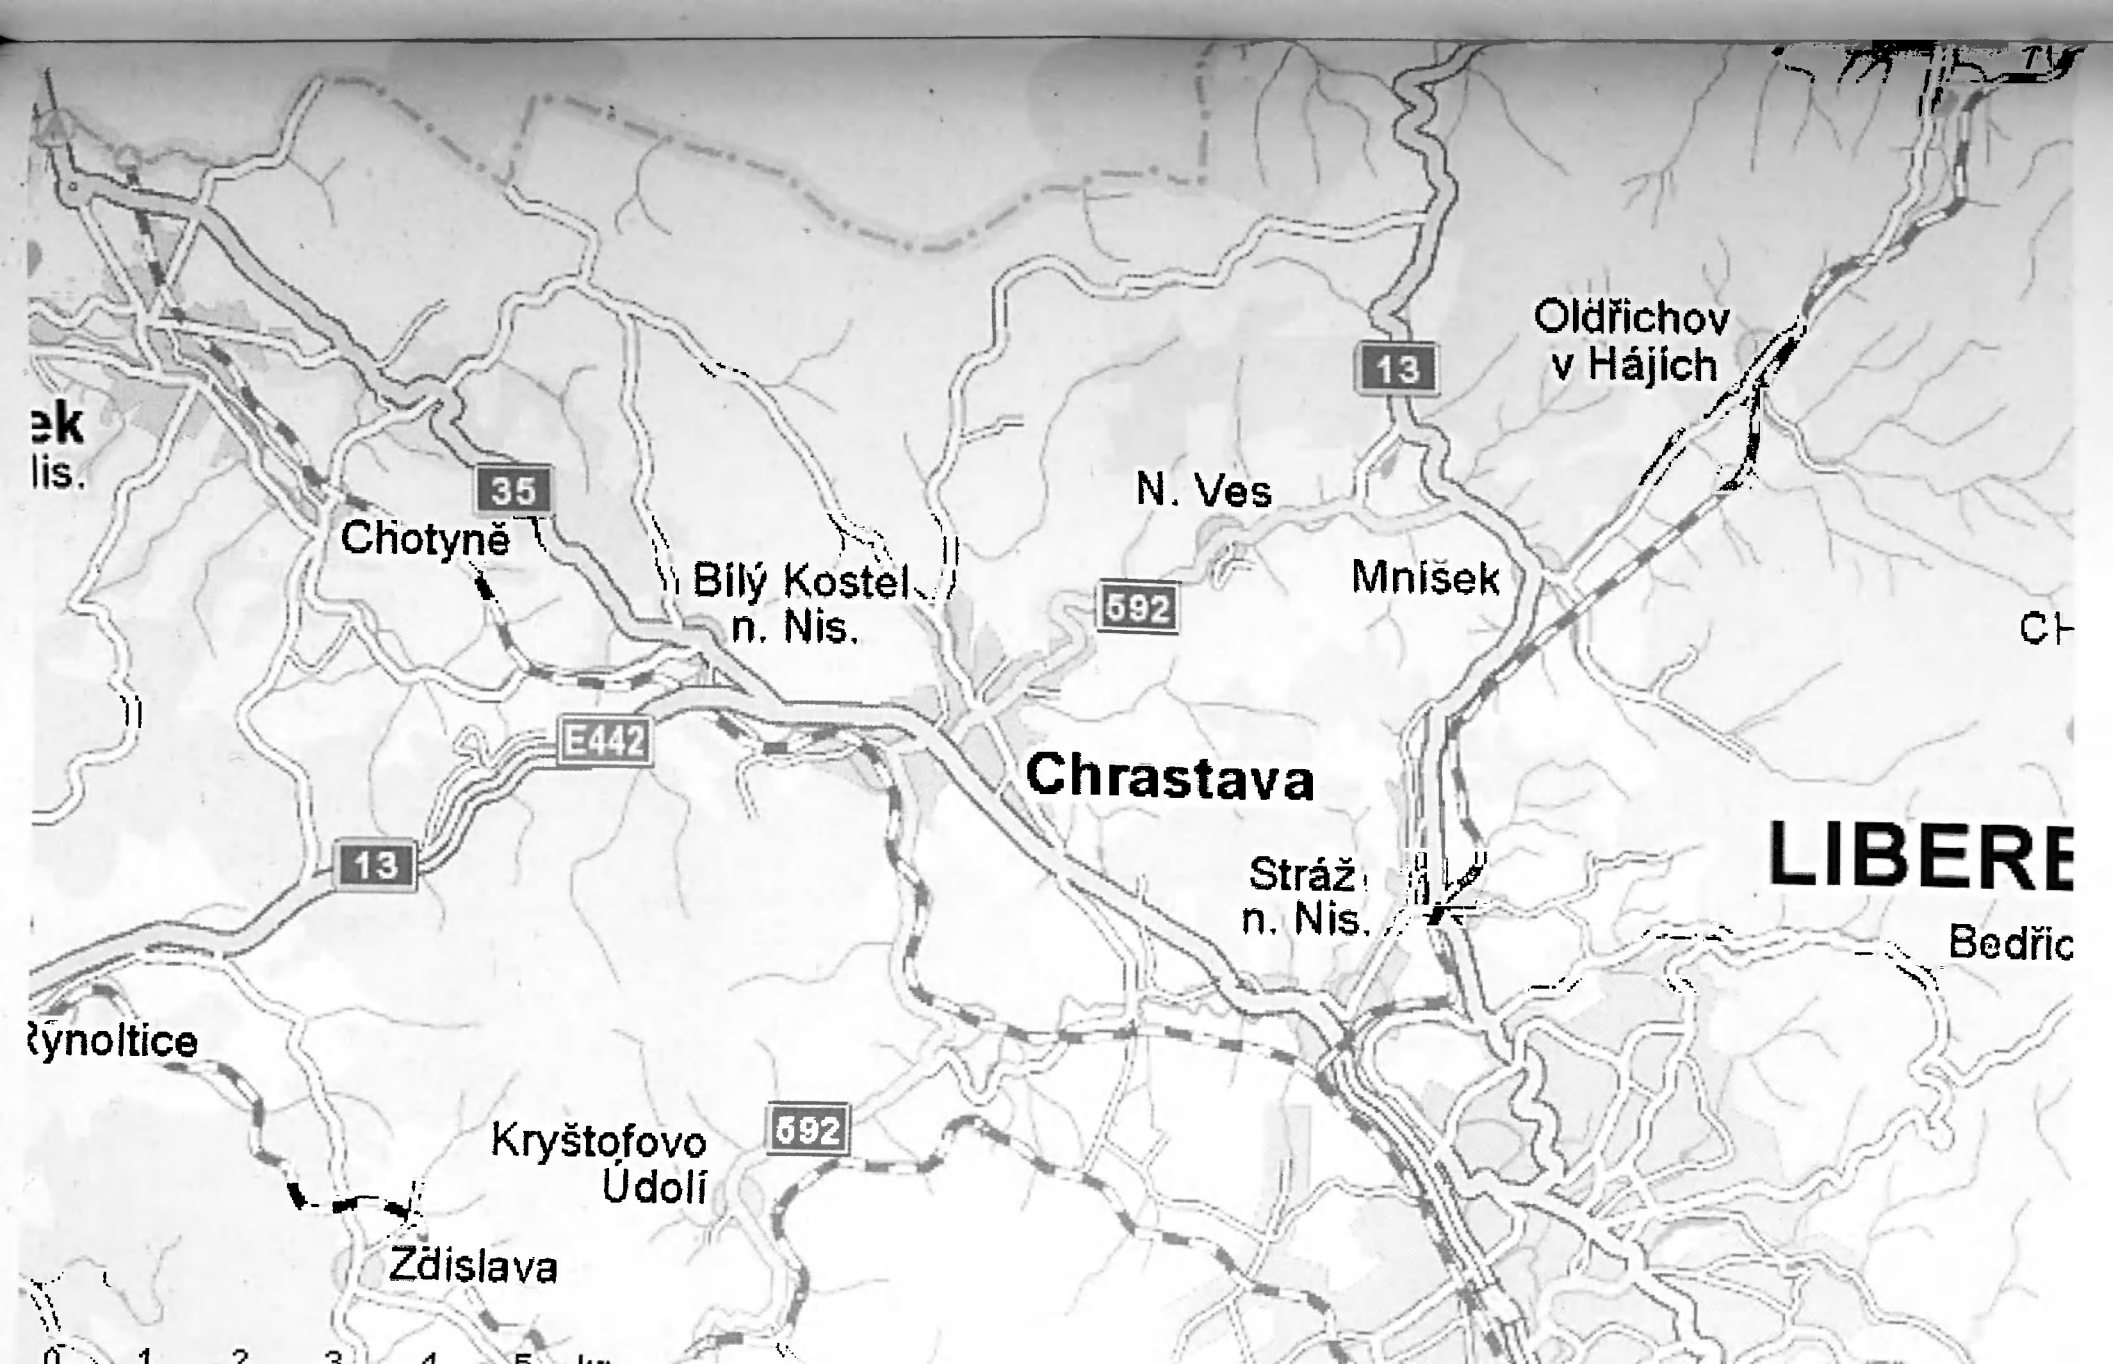 Oldřichov
v Hájích
13
ek
lis.
35
N. Ves
Chotyně
Bílý Kostel
n. Nis.
592
Mníšek
CH
E442
Chrastava
13
Stráž
n. Nis.
LIBERE
Bedřic
Rynoltice
592
Kryštofovo
Údolí
Zdislava
0 1 2 3 4 5